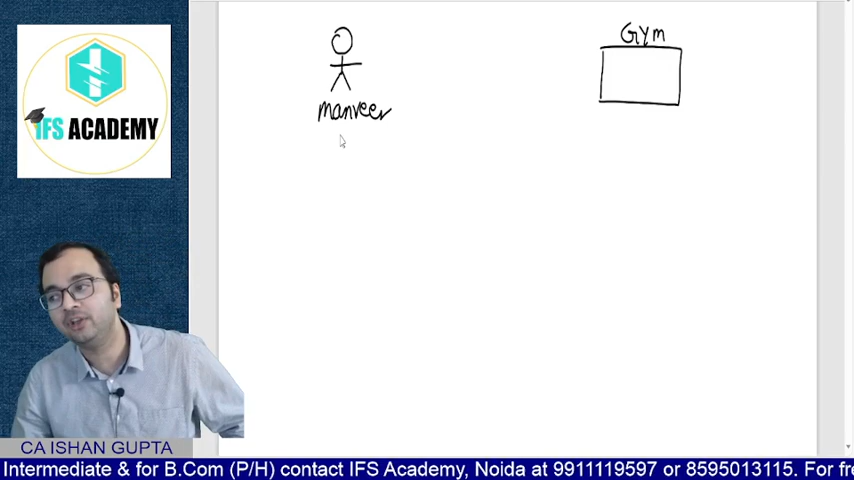 Gym
manveer
IFS ACADEMY
CA ISHAN GUPTA
Intermediate & for B.Com (P/H) contact IFS Academy, Noida at 9911119597 or 8595013115. For fre